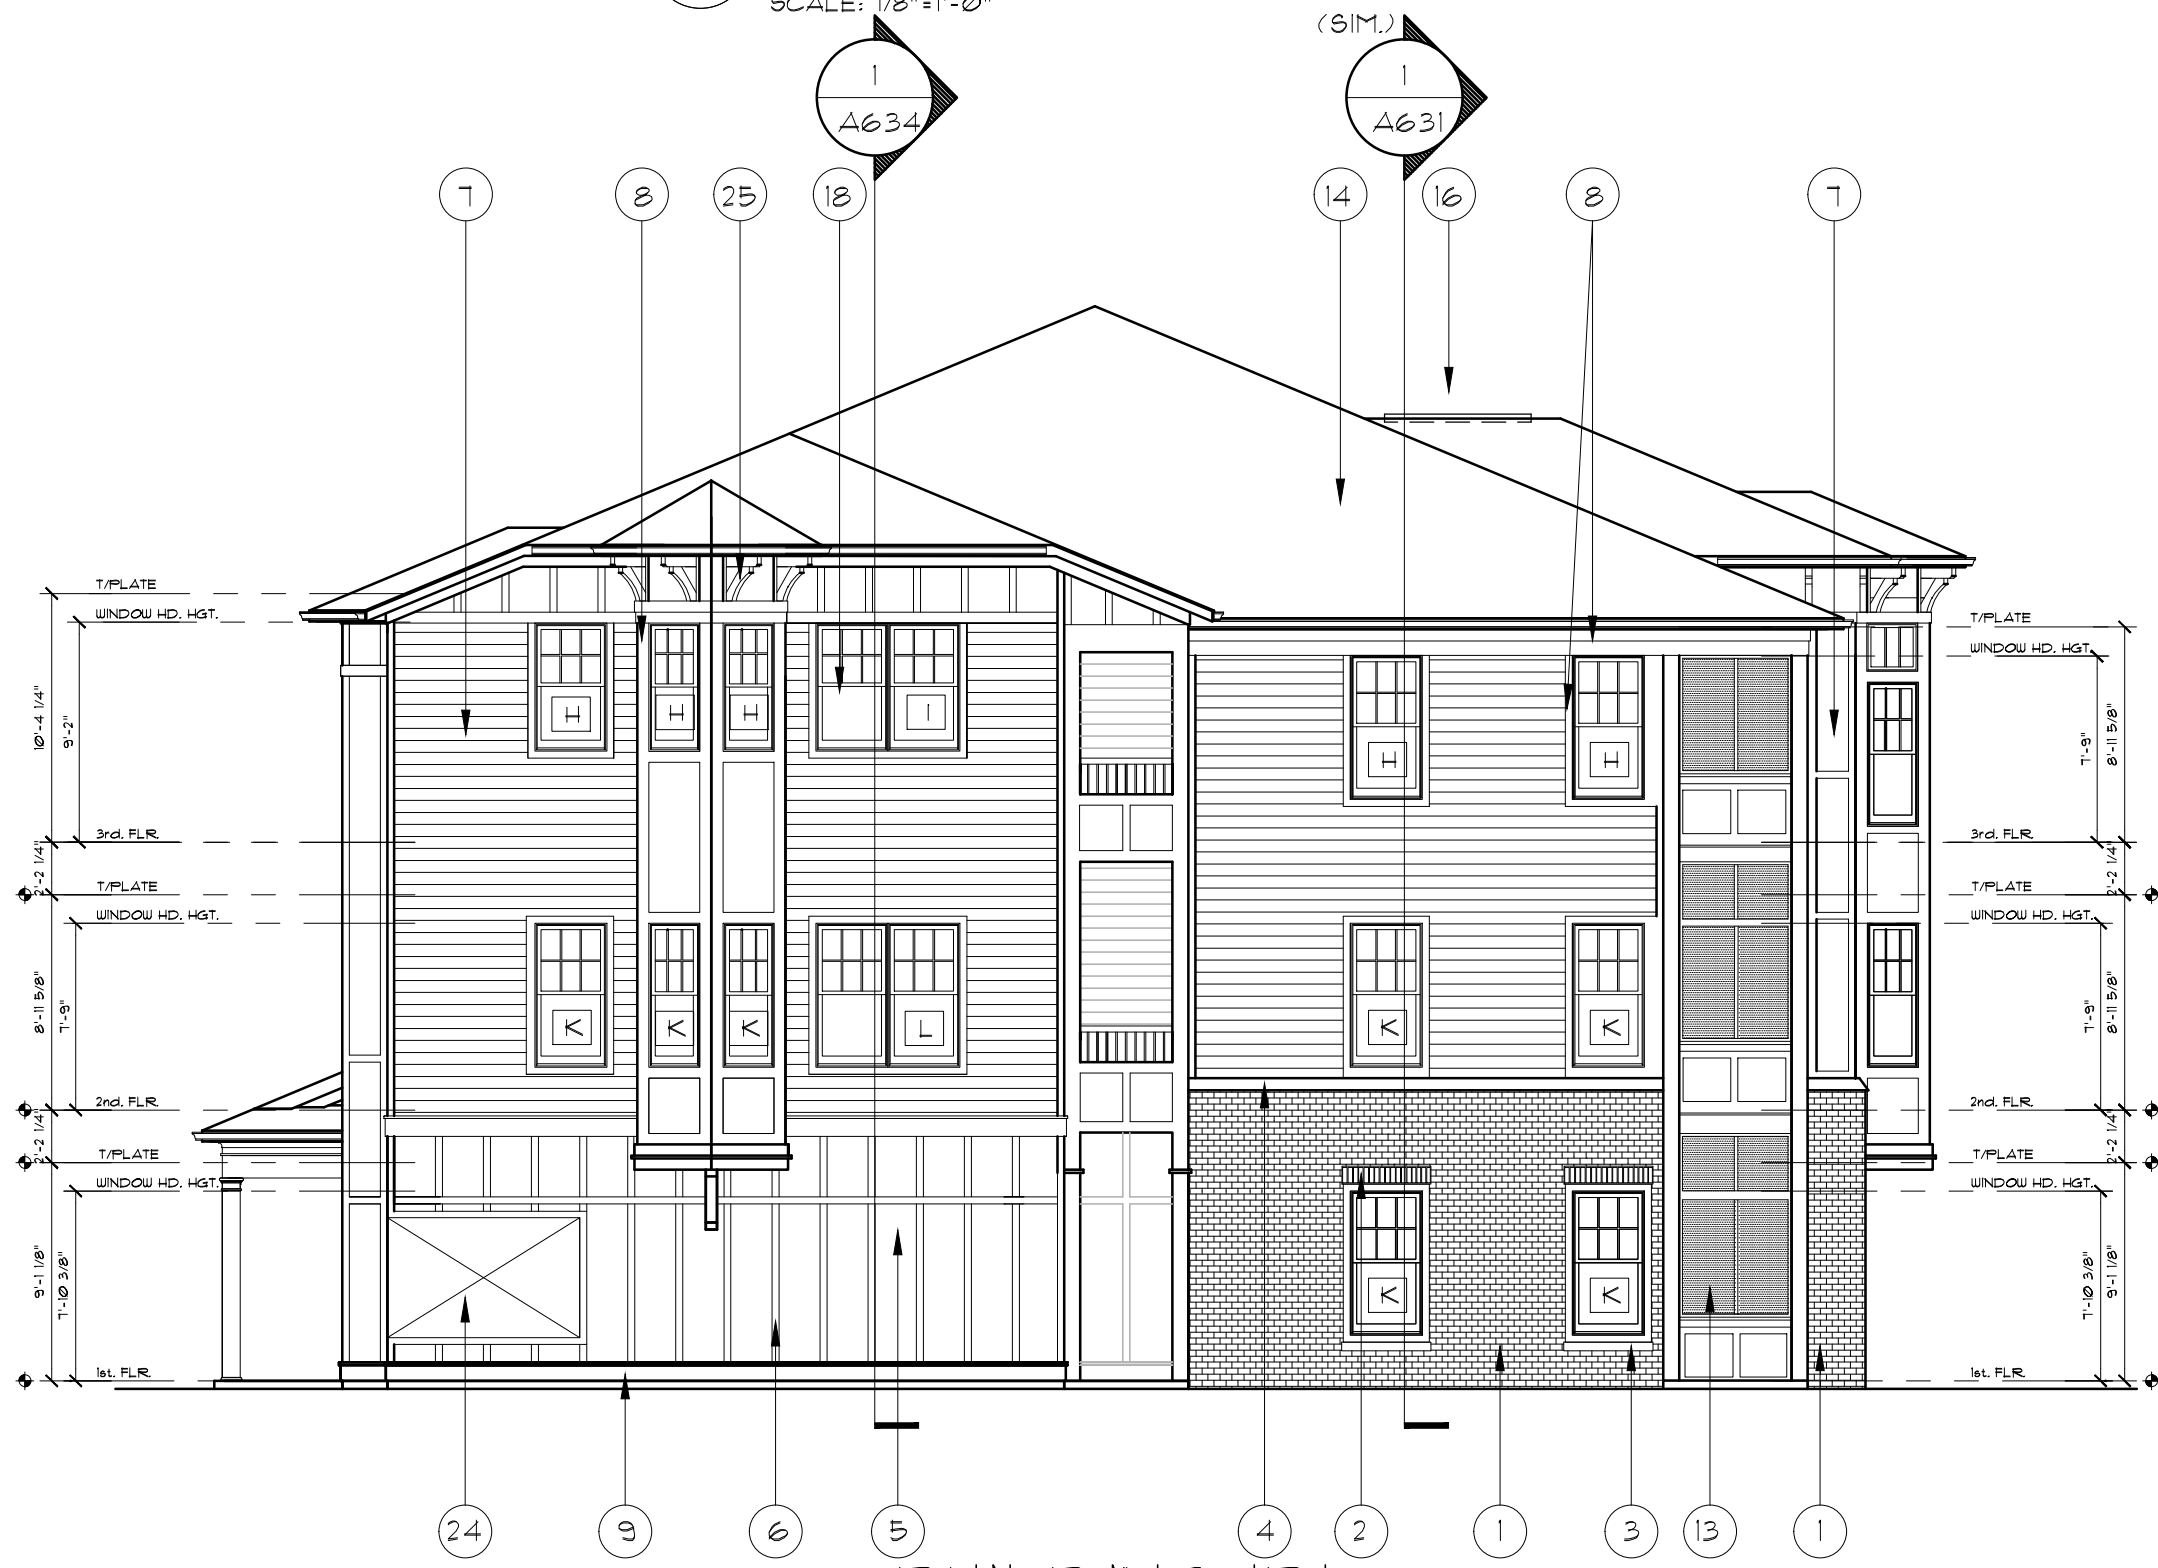 SCALE: 1/8"=1'-0"
(SIM.)
1
A634
1
A631
7
8
25
18
14
16
8
7
T/PLATE
WINDOW HD. HGT.
10'-4 1/4"
9'-2"
3rd. FLR.
2'-2 1/4"
T/PLATE
WINDOW HD. HGT.
8'-11 5/8"
7'-9"
2nd. FLR.
2'-2 1/4"
T/PLATE
WINDOW HD. HGT.
9'-1 1/8"
7'-10 3/8"
1st. FLR.
H
H
H
I
H
H
K
K
K
L
K
K
K
K
T/PLATE
WINDOW HD. HGT.
7'-9"
8'-11 5/8"
3rd. FLR.
2'-2 1/4"
T/PLATE
WINDOW HD. HGT.
7'-9"
8'-11 5/8"
2nd. FLR.
2'-2 1/4"
T/PLATE
WINDOW HD. HGT.
7'-10 3/8"
9'-1 1/8"
1st. FLR.
24
9
6
5
4
2
1
3
13
1